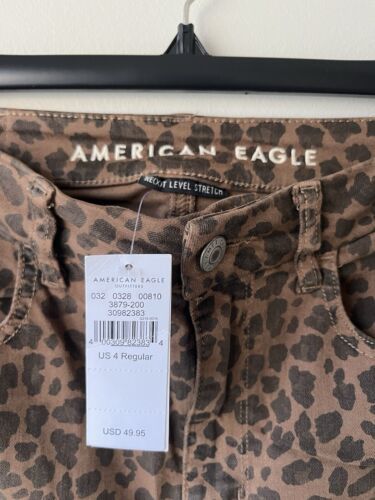 AMERICAN EAGLE
NE(X)T LEVEL STRETCH
AMERICAN EAGLE
OUTFITTERS
032 0328 00810
3879-200
30982383
US 4 Regular
USD 49.95